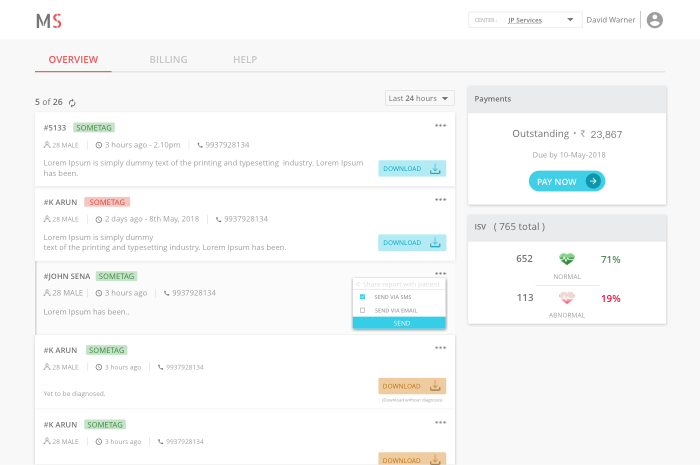 MS
CENTER :
JP Services
David Warner
OVERVIEW
BILLING
HELP
5 of 26
Last 24 hours
#5133 SOMETAG
28 MALE
3 hours ago - 2.10pm
9937928134
Lorem Ipsum is simply dummy text of the printing and typesetting industry. Lorem Ipsum
has been.
DOWNLOAD
#K ARUN SOMETAG
28 MALE
2 days ago - 8th May, 2018
9937928134
Lorem Ipsum is simply dummy
text of the printing and typesetting industry. Lorem Ipsum has been.
DOWNLOAD
#JOHN SENA SOMETAG
28 MALE
3 hours ago
9937928134
Lorem Ipsum has been..
Share report with patient
SEND VIA SMS
SEND VIA EMAIL
SEND
#K ARUN SOMETAG
28 MALE
3 hours ago
9937928134
Yet to be diagnosed.
DOWNLOAD
(Download without diagnosis)
#K ARUN SOMETAG
28 MALE
3 hours ago
9937928134
DOWNLOAD
Payments
Outstanding · ₹ 23,867
Due by 10-May-2018
PAY NOW
ISV ( 765 total )
652 71%
NORMAL
113 19%
ABNORMAL